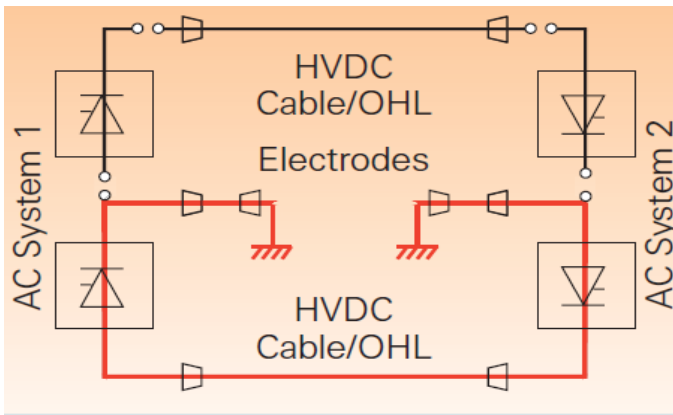 HVDC
Cable/OHL
Electrodes
AC System 1
AC System 2
HVDC
Cable/OHL